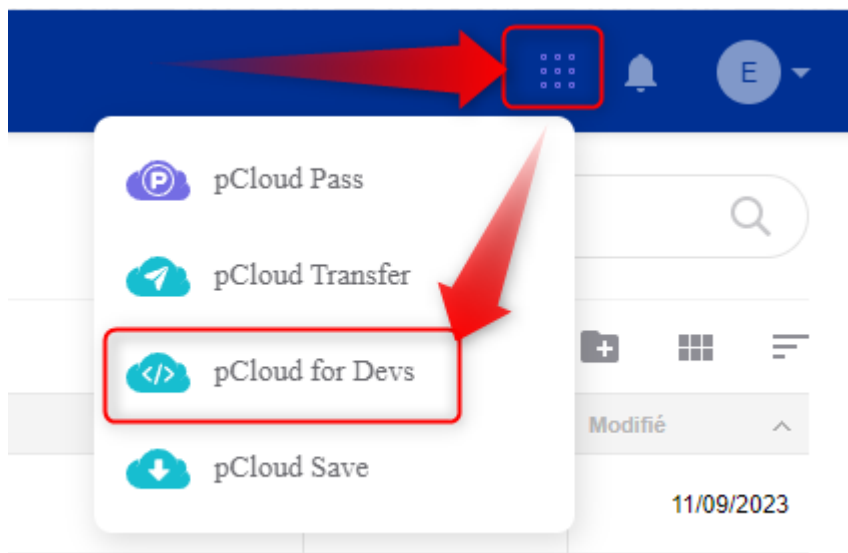 E
pCloud Pass
pCloud Transfer
pCloud for Devs
Modifié
pCloud Save
11/09/2023